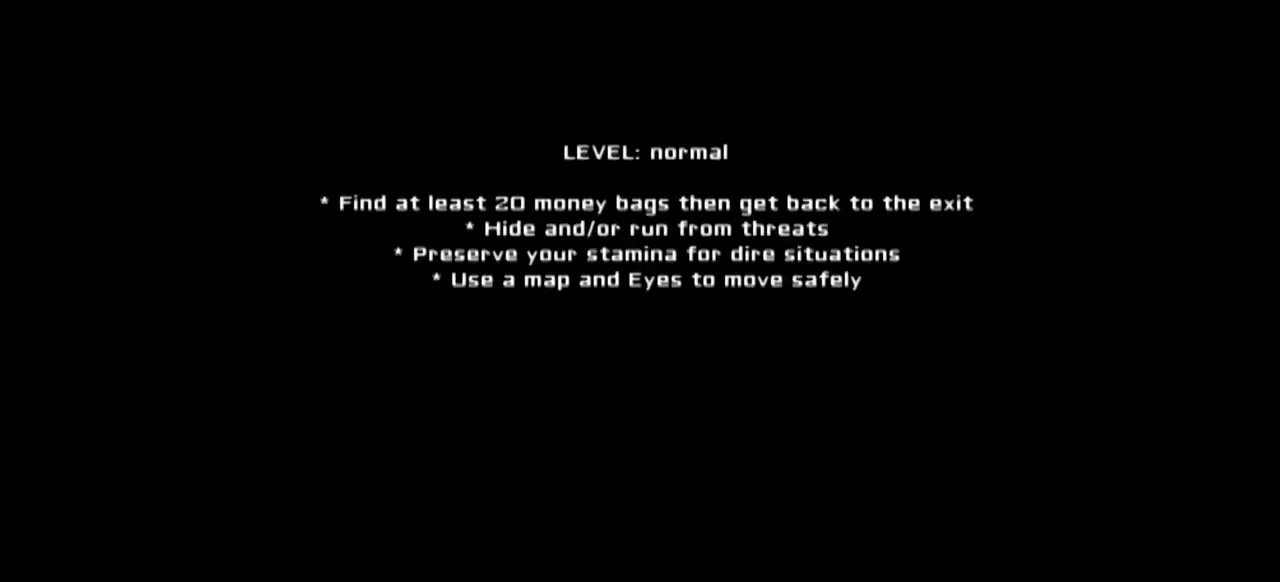 LEVEL: normal
* Find at least 20 money bags then get back to the exit
* Hide and/or run from threats
* Preserve your stamina for dire situations
* Use a map and Eyes to move safely